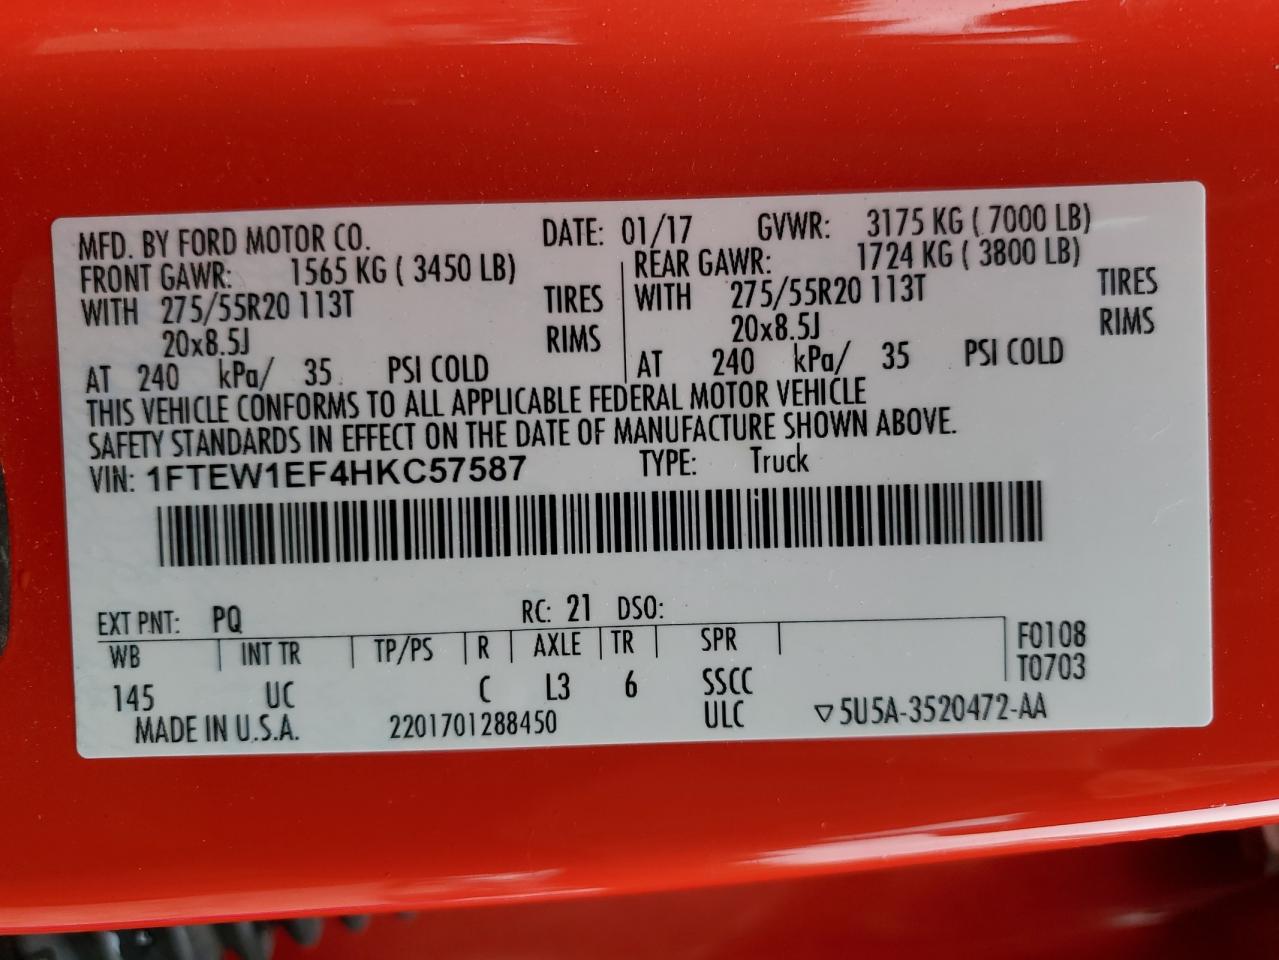 MFD. BY FORD MOTOR CO. DATE: 01/17 GVWR: 3175 KG ( 7000 LB)
FRONT GAWR: 1565 KG ( 3450 LB) REAR GAWR: 1724 KG ( 3800 LB)
WITH 275/55R20 113T TIRES WITH 275/55R20 113T TIRES
20x8.5J RIMS 20x8.5J RIMS
AT 240 kPa/ 35 PSI COLD AT 240 kPa/ 35 PSI COLD
THIS VEHICLE CONFORMS TO ALL APPLICABLE FEDERAL MOTOR VEHICLE
SAFETY STANDARDS IN EFFECT ON THE DATE OF MANUFACTURE SHOWN ABOVE.
VIN: 1FTEW1EF4HKC57587 TYPE: Truck
EXT PNT: PQ RC: 21 DSO:
WB INT TR TP/PS R AXLE TR SPR F0108
145 UC C L3 6 SSCC T0703
MADE IN U.S.A. 2201701288450 ULC ▽5U5A-3520472-AA